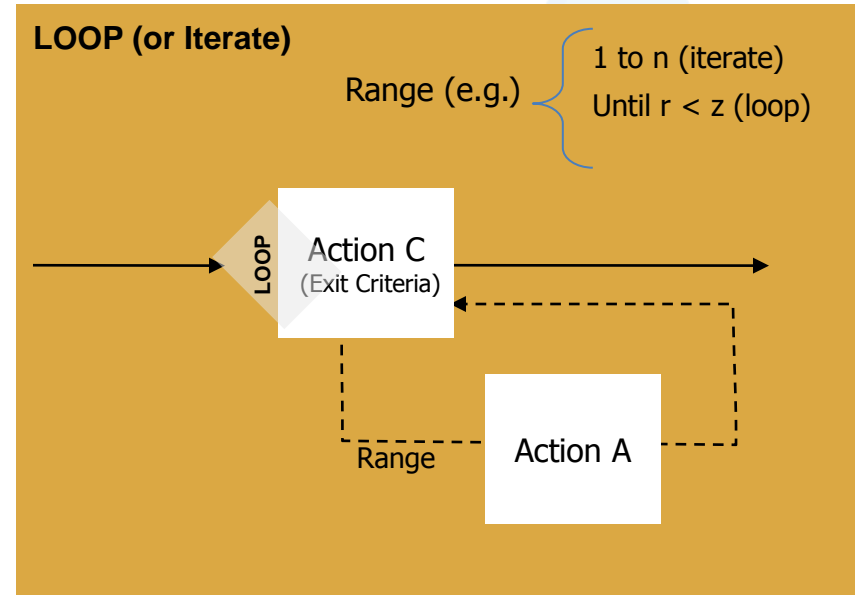 LOOP (or Iterate)
Range (e.g.)
1 to n (iterate)
Until r < z (loop)
LOOP
Action C
(Exit Criteria)
Range
Action A